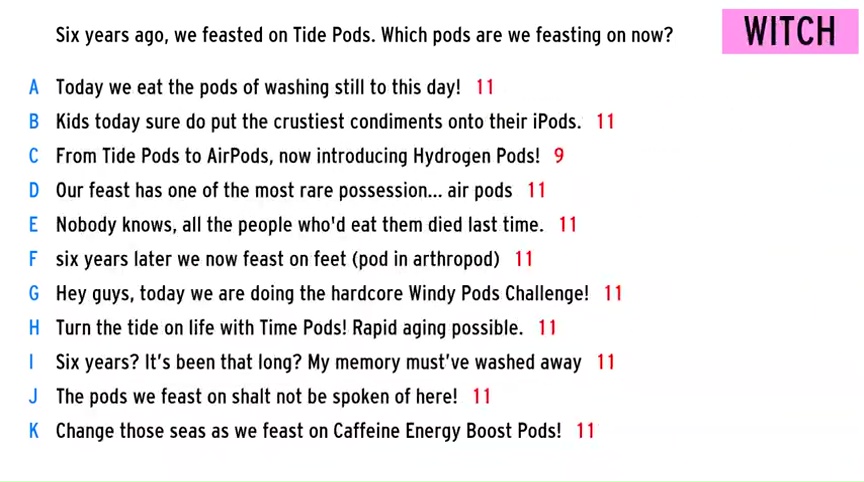 Six years ago, we feasted on Tide Pods. Which pods are we feasting on now?
WITCH
A Today we eat the pods of washing still to this day! 11
B Kids today sure do put the crustiest condiments onto their iPods. 11
C From Tide Pods to AirPods, now introducing Hydrogen Pods! 9
D Our feast has one of the most rare possession... air pods 11
E Nobody knows, all the people who'd eat them died last time. 11
F six years later we now feast on feet (pod in arthropod) 11
G Hey guys, today we are doing the hardcore Windy Pods Challenge! 11
H Turn the tide on life with Time Pods! Rapid aging possible. 11
I Six years? It’s been that long? My memory must’ve washed away 11
J The pods we feast on shalt not be spoken of here! 11
K Change those seas as we feast on Caffeine Energy Boost Pods! 11